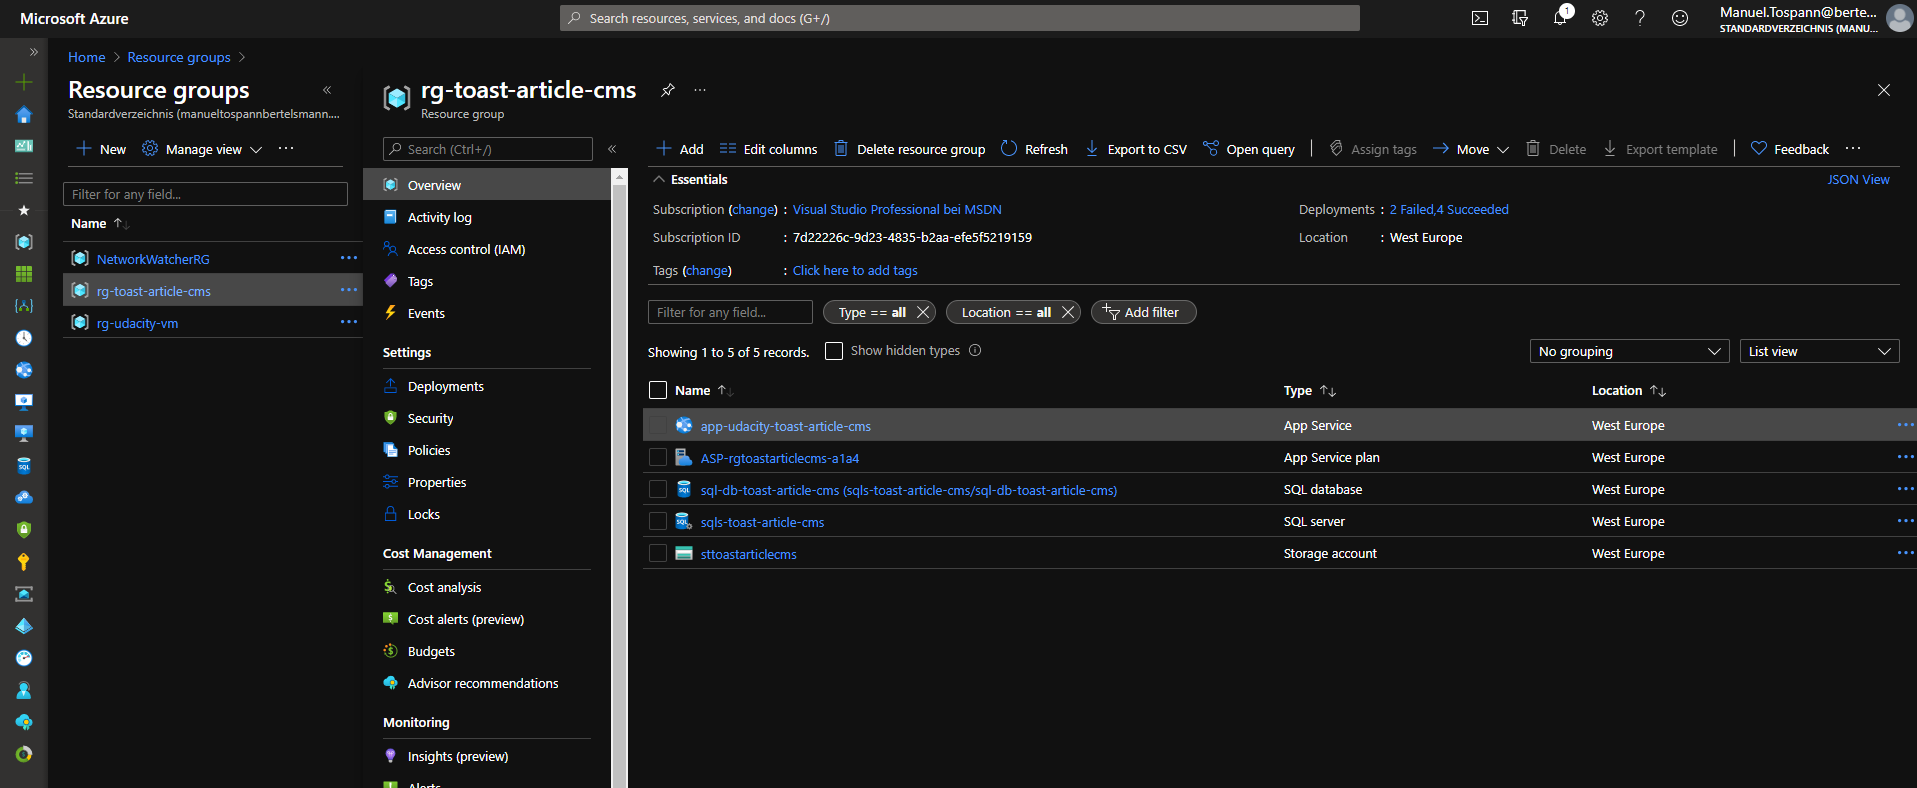 Microsoft Azure
Search resources, services, and docs (G+/)
1
Manuel.Tospann@berte...
STANDARDVERZEICHNIS (MANU...
Home > Resource groups >
Resource groups
Standardverzeichnis (manueltospannbertelsmann....
New Manage view ...
Filter for any field...
Name
NetworkWatcherRG
rg-toast-article-cms
rg-udacity-vm
rg-toast-article-cms
Resource group
Search (Ctrl+/)
Overview
Activity log
Access control (IAM)
Tags
Events
Settings
Deployments
Security
Policies
Properties
Locks
Cost Management
Cost analysis
Cost alerts (preview)
Budgets
Advisor recommendations
Monitoring
Insights (preview)
Alerts
Add Edit columns Delete resource group Refresh Export to CSV Open query Assign tags Move Delete Export template Feedback ...
Essentials
JSON View
Subscription (change) : Visual Studio Professional bei MSDN
Deployments : 2 Failed,4 Succeeded
Subscription ID : 7d22226c-9d23-4835-b2aa-efe5f5219159
Location : West Europe
Tags (change) : Click here to add tags
Filter for any field... Type == all Location == all Add filter
Showing 1 to 5 of 5 records. Show hidden types No grouping List view
Name Type Location
app-udacity-toast-article-cms App Service West Europe
ASP-rgtoastarticlecms-a1a4 App Service plan West Europe
sql-db-toast-article-cms (sqls-toast-article-cms/sql-db-toast-article-cms) SQL database West Europe
sqls-toast-article-cms SQL server West Europe
sttoastarticlecms Storage account West Europe